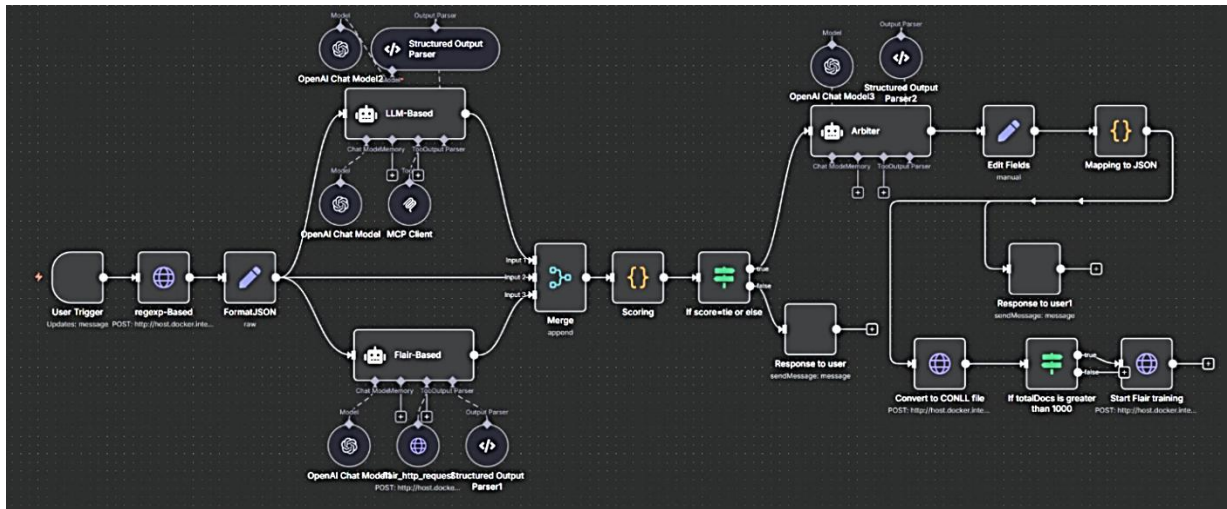 Model
Output Parser
Structured Output
Parser
OpenAI Chat Model2
Model
LLM-Based
Chat Model
Memory
Tool
Output Parser
Model
Tool
OpenAI Chat Model
MCP Client
User Trigger
Updates: message
regexp-Based
POST: http://host.docker.inte...
FormatJSON
raw
Flair-Based
Chat Model
Memory
Tool
Output Parser
Model
Output Parser
OpenAI Chat Model1
flair_http_request
POST: http://host.docke...
Structured Output
Parser1
Input 1
Input 2
Input 3
Merge
append
Scoring
If score=tie or else
true
false
Response to user
sendMessage: message
Model
Output Parser
OpenAI Chat Model3
Structured Output
Parser2
Arbiter
Chat Model
Memory
Tool
Output Parser
Edit Fields
manual
Mapping to JSON
Response to user1
sendMessage: message
Convert to CONLL file
POST: http://host.docker.inte...
If totalDocs is greater
than 1000
true
false
Start Flair training
POST: http://host.docker.inte...